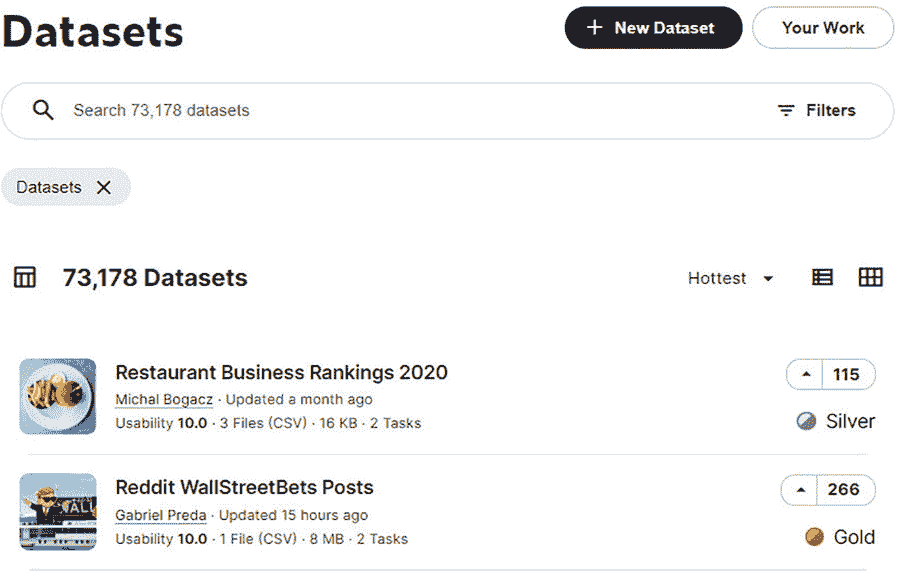 Datasets
+ New Dataset
Your Work
Search 73,178 datasets
Filters
Datasets
73,178 Datasets
Hottest
Restaurant Business Rankings 2020
115
Michal Bogacz · Updated a month ago
Usability 10.0 · 3 Files (CSV) · 16 KB · 2 Tasks
Silver
Reddit WallStreetBets Posts
266
Gabriel Preda · Updated 15 hours ago
Usability 10.0 · 1 File (CSV) · 8 MB · 2 Tasks
Gold